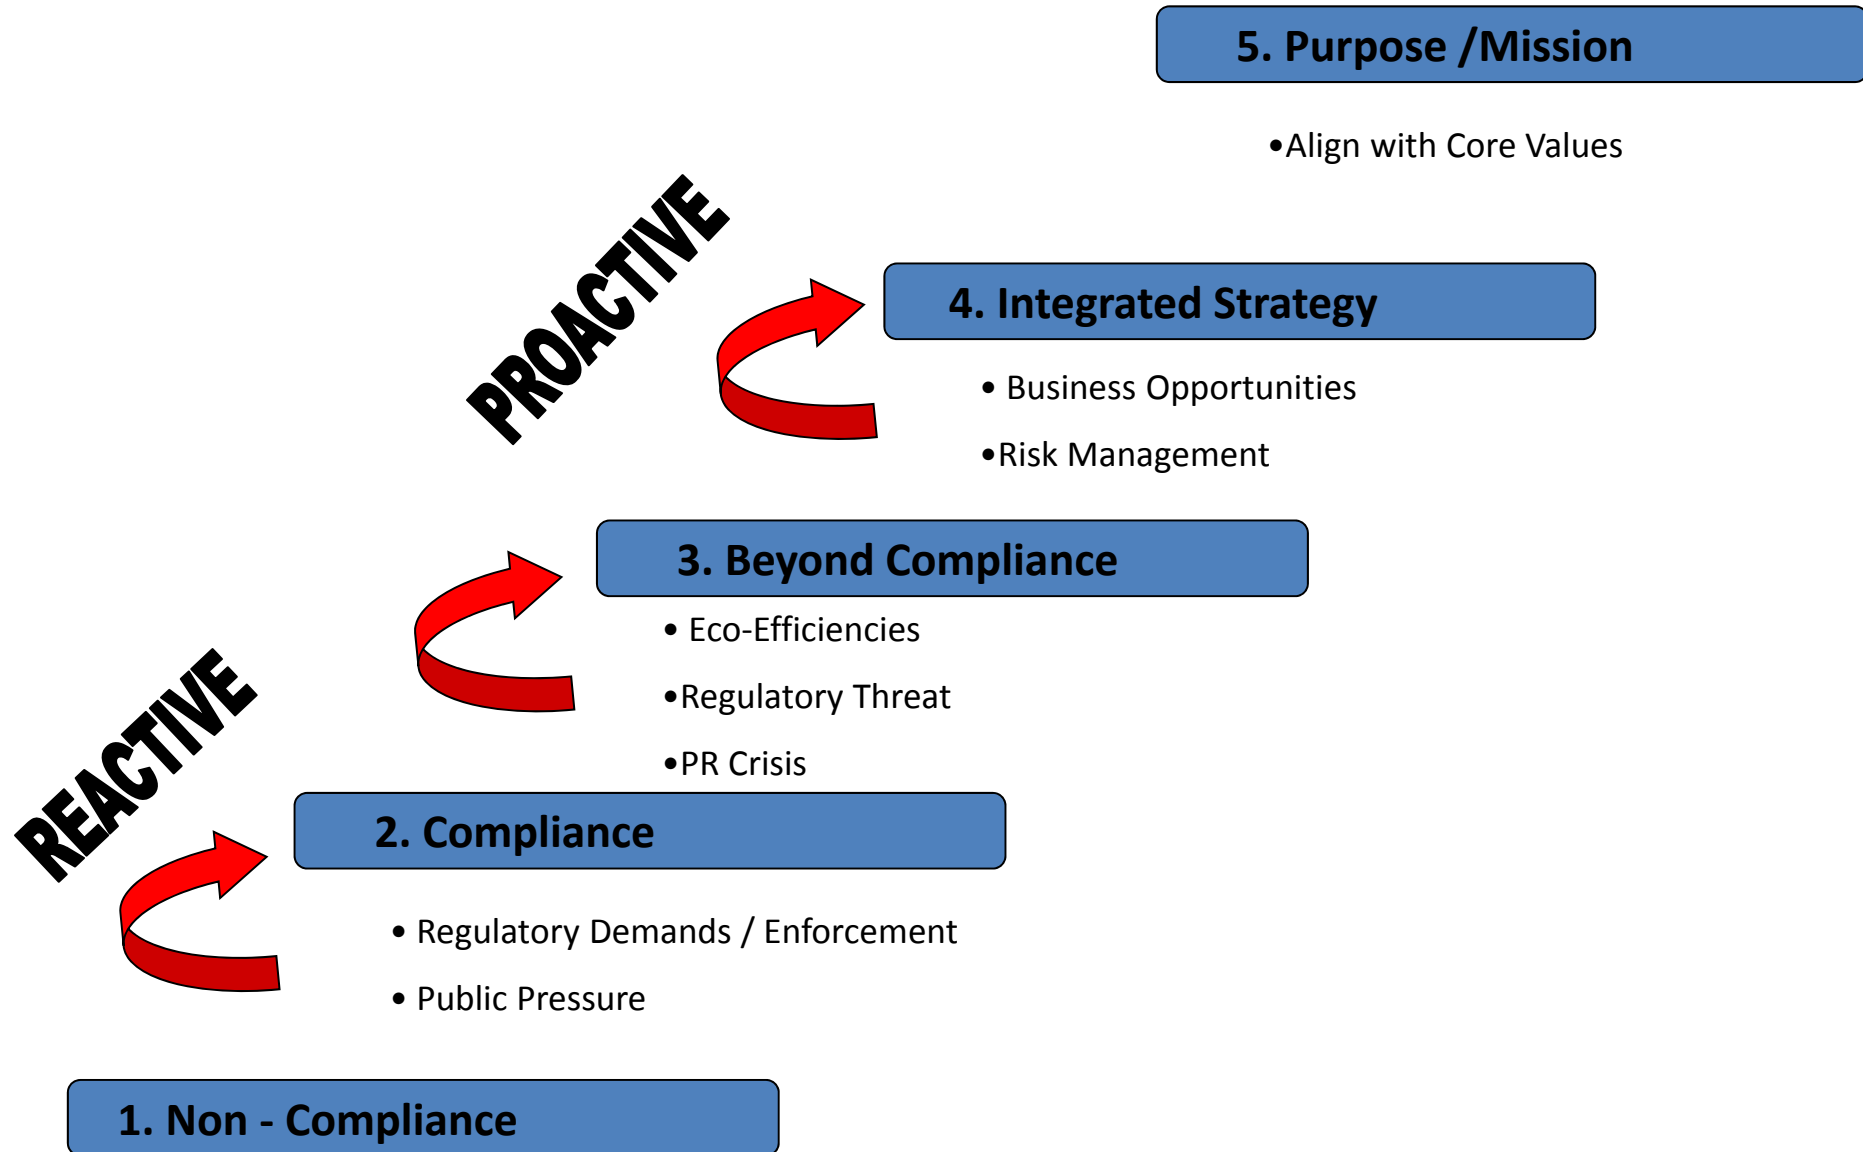 5. Purpose /Mission
•Align with Core Values
PROACTIVE
4. Integrated Strategy
• Business Opportunities
•Risk Management
3. Beyond Compliance
• Eco-Efficiencies
•Regulatory Threat
•PR Crisis
REACTIVE
2. Compliance
• Regulatory Demands / Enforcement
• Public Pressure
1. Non - Compliance